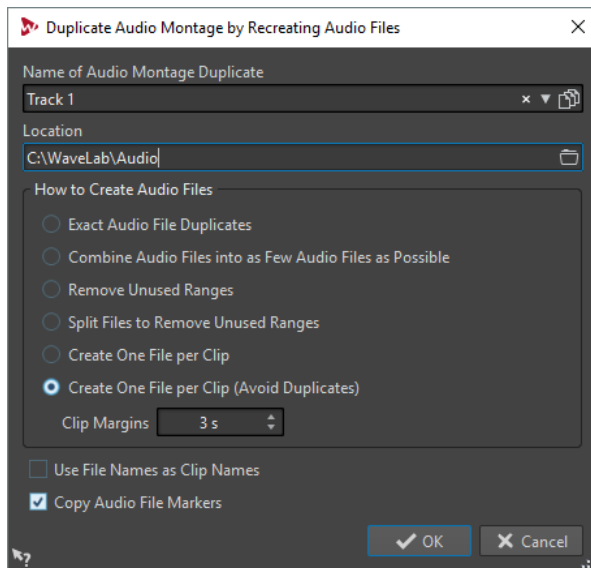 Duplicate Audio Montage by Recreating Audio Files
Name of Audio Montage Duplicate
Track 1
Location
C:\WaveLab\Audio
How to Create Audio Files
Exact Audio File Duplicates
Combine Audio Files into as Few Audio Files as Possible
Remove Unused Ranges
Split Files to Remove Unused Ranges
Create One File per Clip
Create One File per Clip (Avoid Duplicates)
Clip Margins 3 s
Use File Names as Clip Names
Copy Audio File Markers
OK Cancel
?